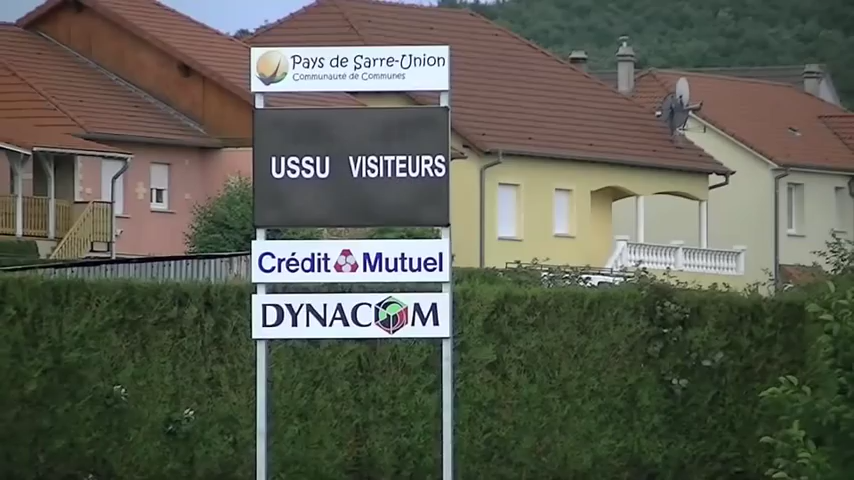 Pays de Sarre-Union
Communauté de Communes
USSU VISITEURS
Crédit Mutuel
DYNACOM